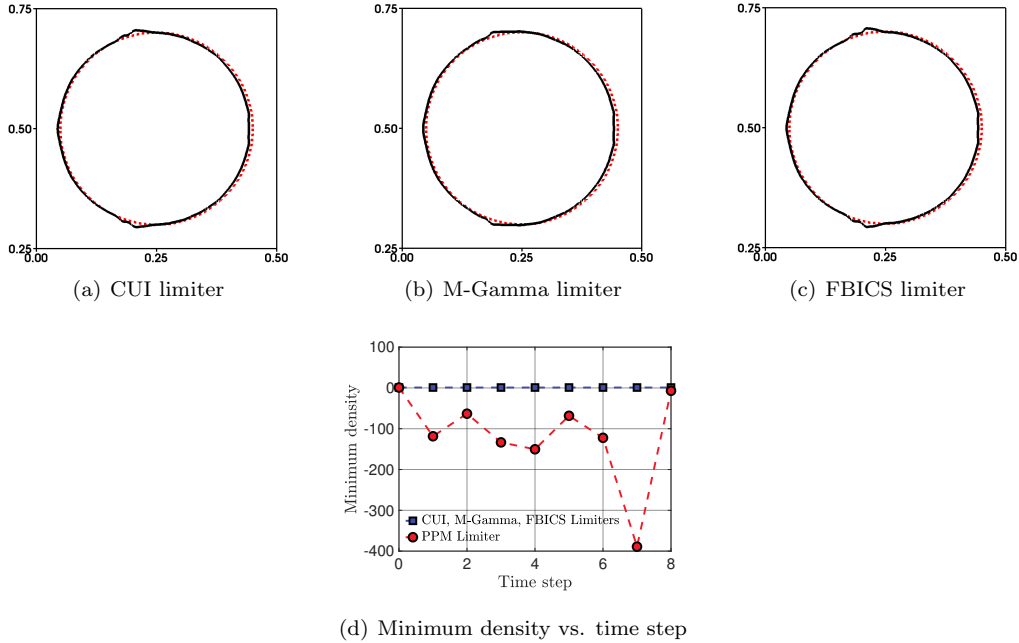 0.75
0.50
0.25
0.00 0.25 0.50
(a) CUI limiter
0.75
0.50
0.25
0.00 0.25 0.50
(b) M-Gamma limiter
0.75
0.50
0.25
0.00 0.25 0.50
(c) FBICS limiter
100
0
-100
-200
-300
-400
Minimum density
CUI, M-Gamma, FBICS Limiters
PPM Limiter
0 2 4 6 8
Time step
(d) Minimum density vs. time step